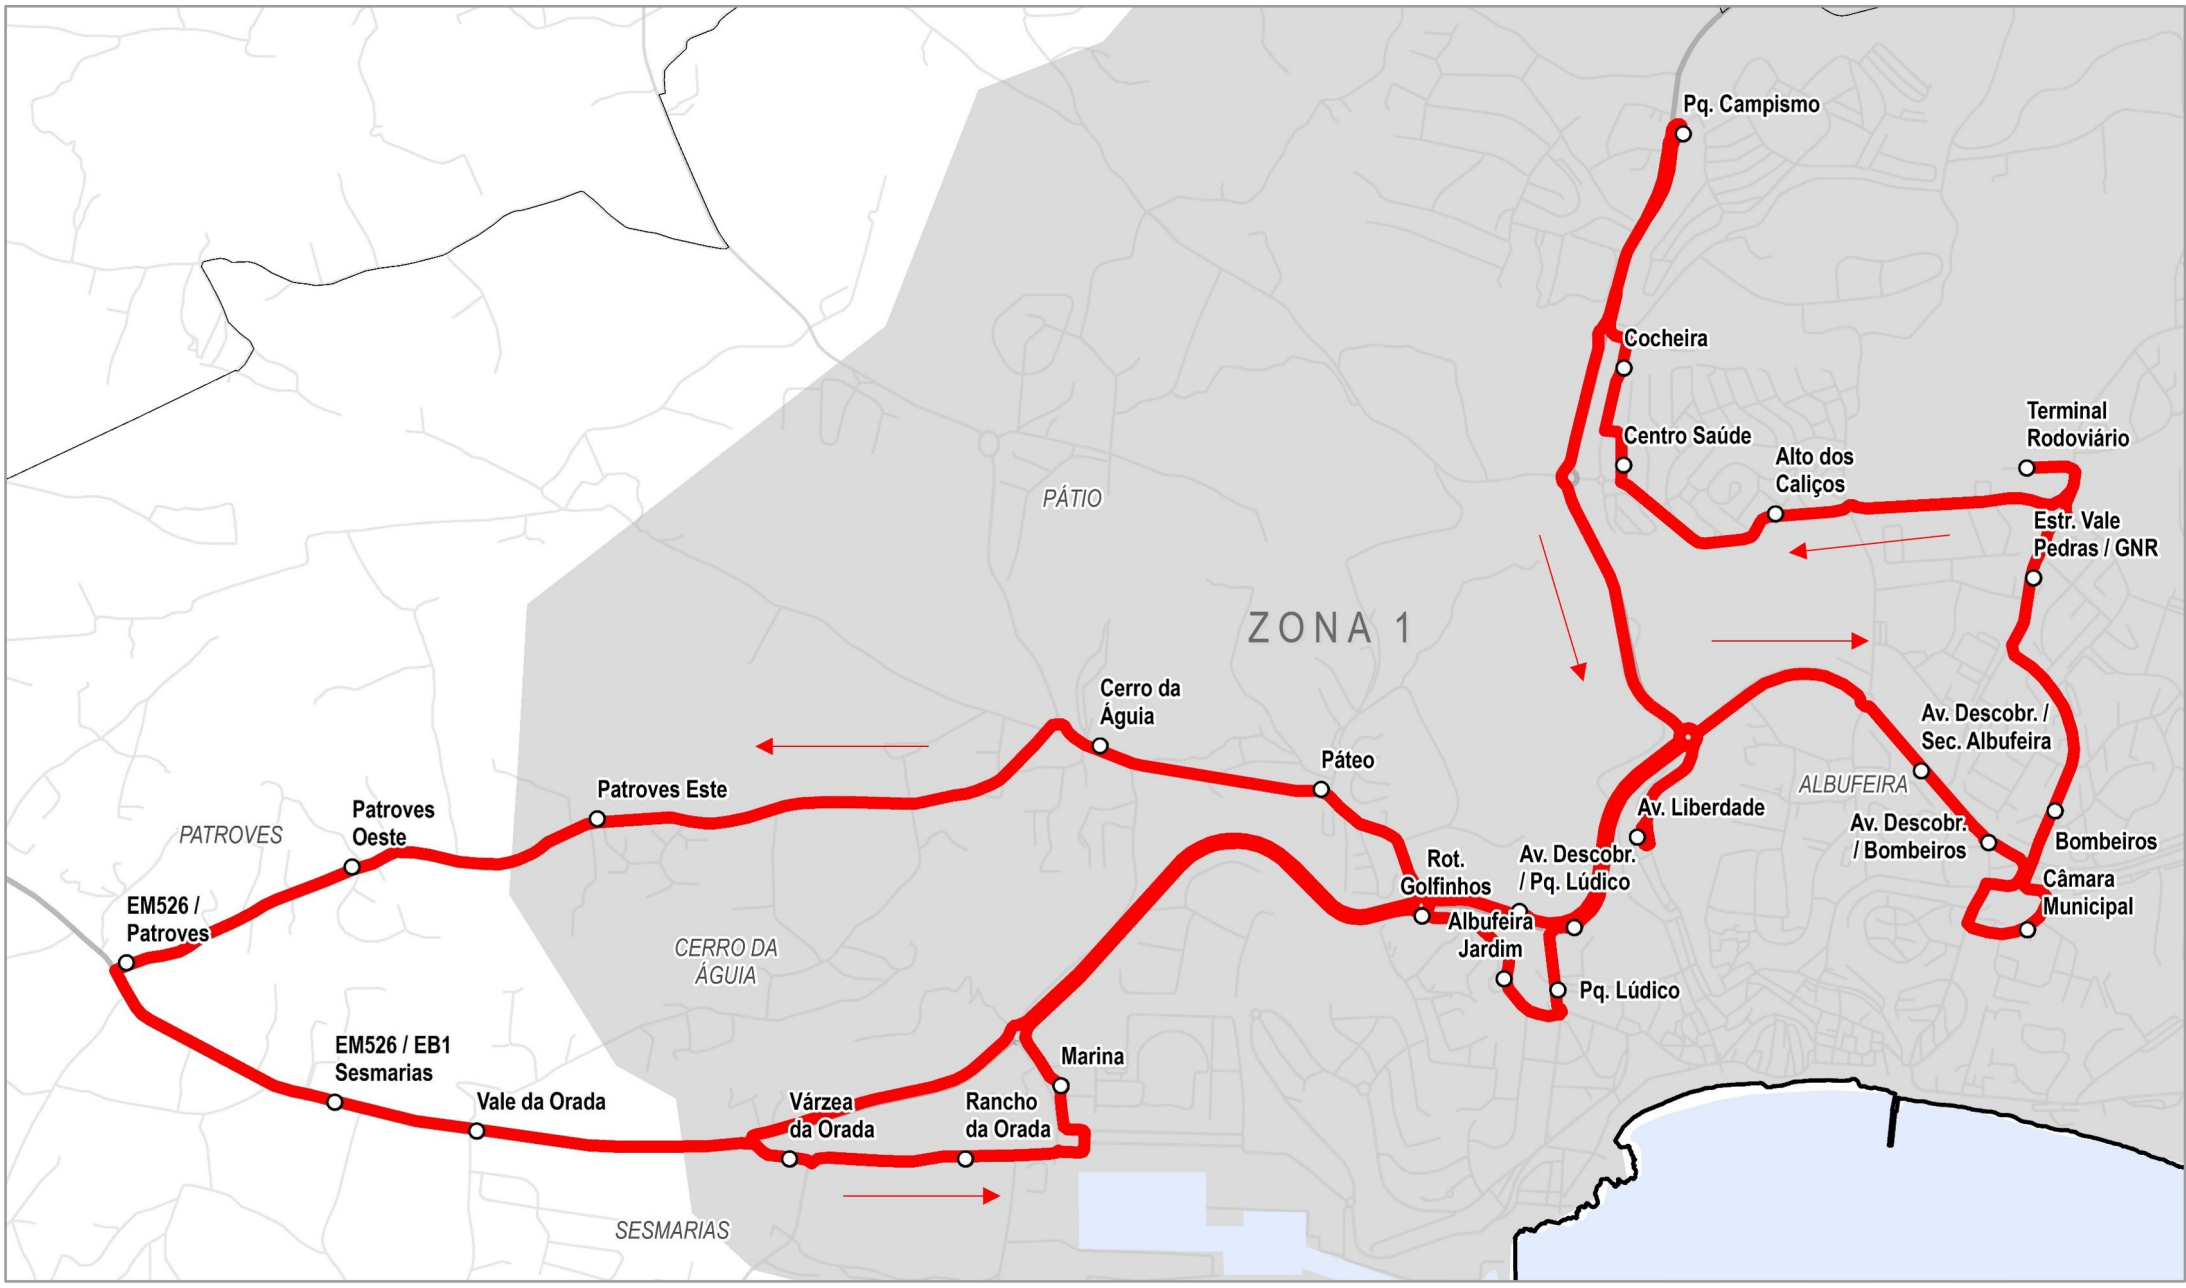 Pq. Campismo
Cocheira
Centro Saúde
Terminal
Rodoviário
Alto dos
Caliços
Estr. Vale
Pedras / GNR
PÁTIO
ZONA 1
Cerro da
Águia
Páteo
Av. Descobr. /
Sec. Albufeira
ALBUFEIRA
Patroves Este
Patroves
Oeste
PATROVES
Av. Liberdade
Av. Descobr.
/ Bombeiros
Bombeiros
Rot.
Golfinhos
Av. Descobr.
/ Pq. Lúdico
Câmara
Municipal
EM526 /
Patroves
Albufeira
Jardim
CERRO DA
ÁGUIA
Pq. Lúdico
EM526 / EB1
Sesmarias
Vale da Orada
Marina
Várzea
da Orada
Rancho
da Orada
SESMARIAS